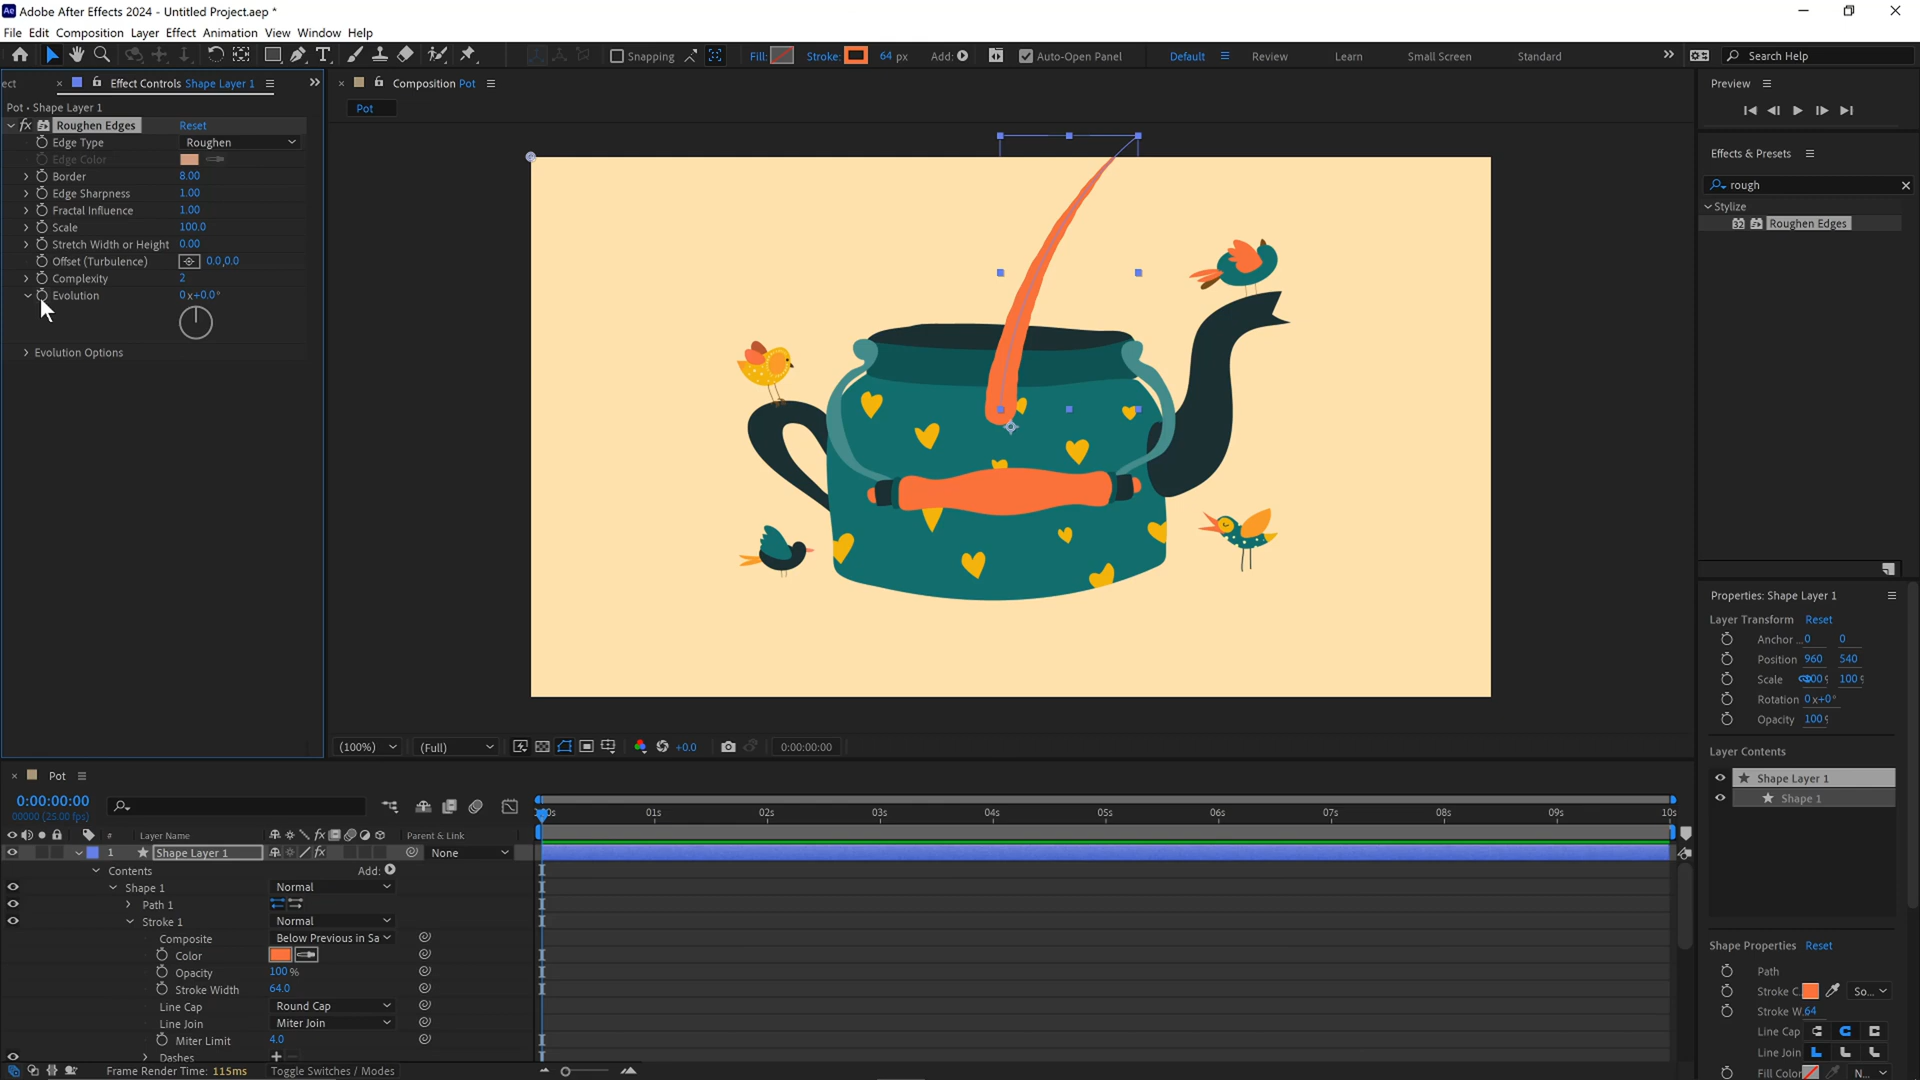 Adobe After Effects 2024 - Untitled Project.aep *
File Edit Composition Layer Effect Animation View Window Help
Snapping Fill: Stroke: 64 px Add: Auto-Open Panel Default Review Learn Small Screen Standard Search Help
ect Effect Controls Shape Layer 1 Composition Pot Preview
Pot • Shape Layer 1
Pot
fx Roughen Edges Reset
Edge Type Roughen
Edge Color
Border 8.00
Edge Sharpness 1.00
Fractal Influence 1.00
Scale 100.0
Stretch Width or Height 0.00
Offset (Turbulence) 0.0,0.0
Complexity 2
Evolution 0x+0.0°
Evolution Options
Effects & Presets
rough
Stylize
32 Roughen Edges
(100%) (Full) +0.0 0:00:00:00
Properties: Shape Layer 1
Layer Transform Reset
Anchor ... 0 0
Position 960 540
Scale 100 100
Rotation 0x+0°
Opacity 100
Layer Contents
Shape Layer 1
Shape 1
Shape Properties Reset
Path
Stroke C. So...
Stroke W. 64
Line Cap
Line Join
Fill Color N...
Pot
0:00:00:00
00000 (25.00 fps)
:00s 01s 02s 03s 04s 05s 06s 07s 08s 09s 10s
# Layer Name fx Parent & Link
1 Shape Layer 1 fx None
Contents Add:
Shape 1 Normal
Path 1
Stroke 1 Normal
Composite Below Previous in Sa
Color
Opacity 100%
Stroke Width 64.0
Line Cap Round Cap
Line Join Miter Join
Miter Limit 4.0
Dashes + −
Frame Render Time: 115ms Toggle Switches / Modes